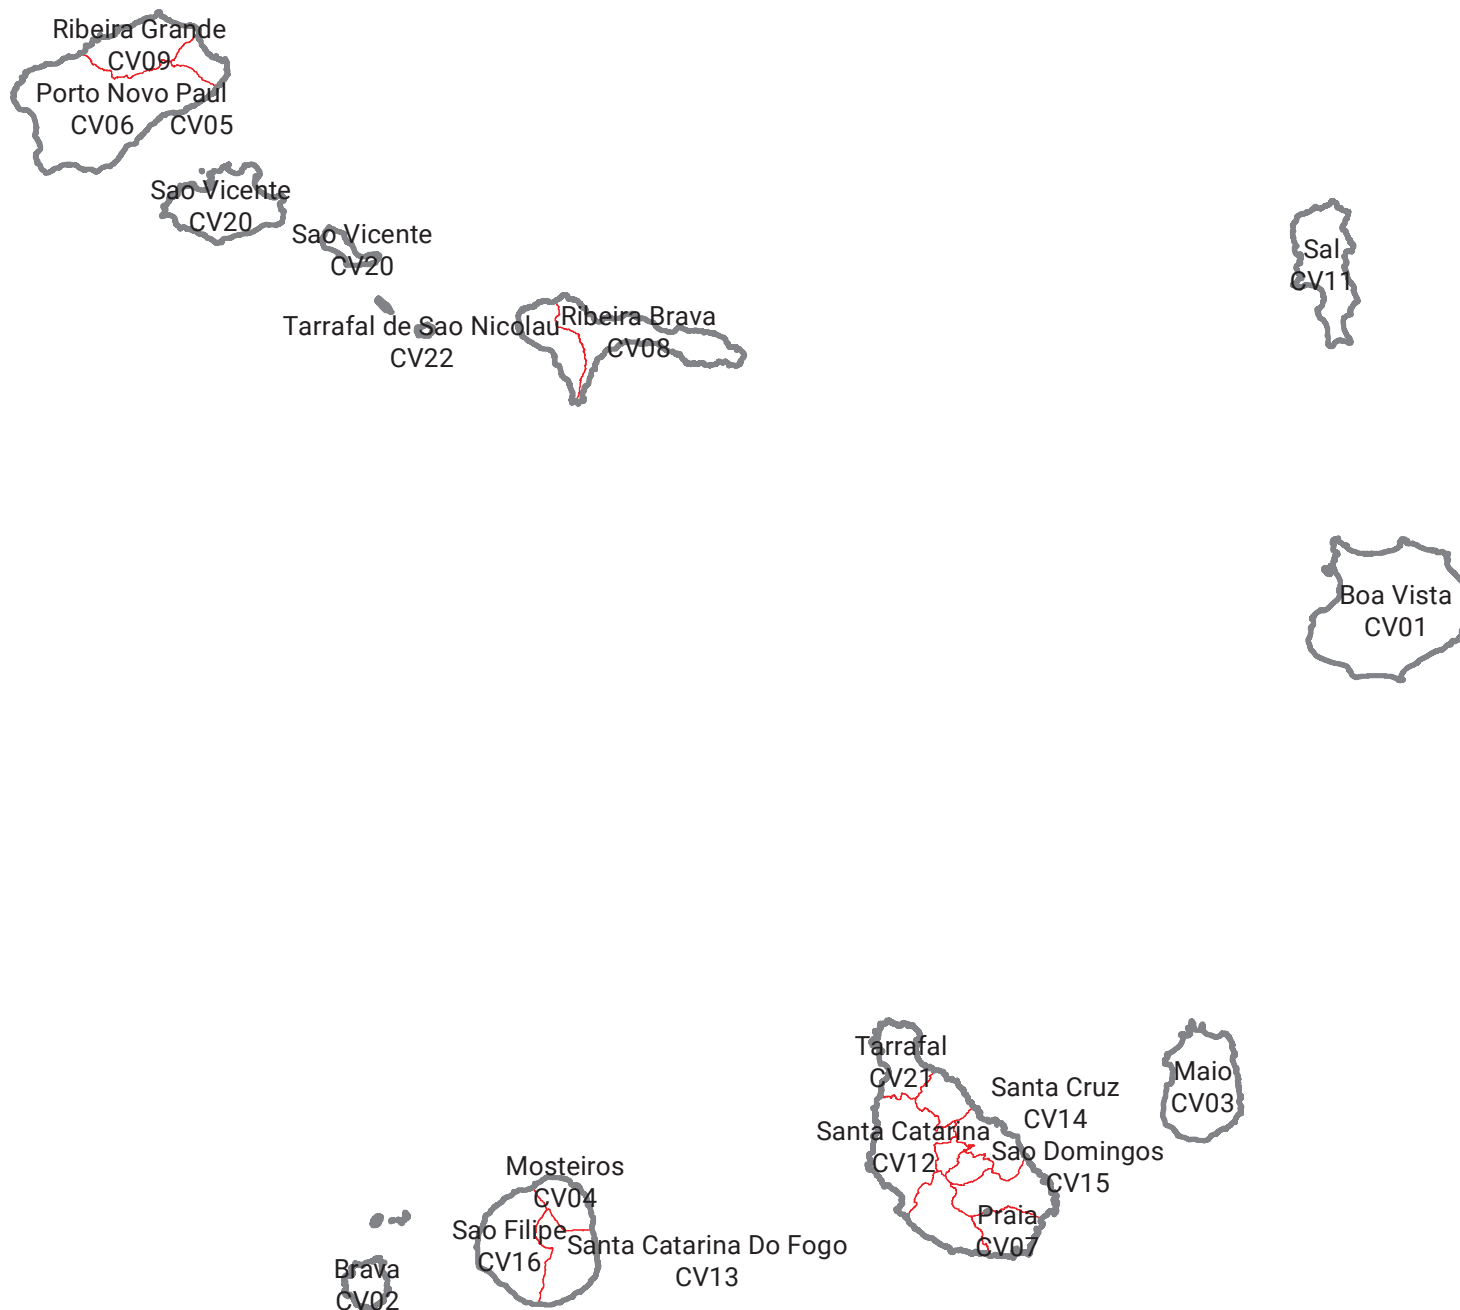 Ribeira Grande
CV09
Porto Novo
CV06
Paul
CV05
Sao Vicente
CV20
Sao Vicente
CV20
Tarrafal de Sao Nicolau
CV22
Ribeira Brava
CV08
Sal
CV11
Boa Vista
CV01
Tarrafal
CV21
Santa Cruz
CV14
Maio
CV03
Santa Catarina
CV12
Sao Domingos
CV15
Praia
CV07
Mosteiros
CV04
Sao Filipe
CV16
Santa Catarina Do Fogo
CV13
Brava
CV02